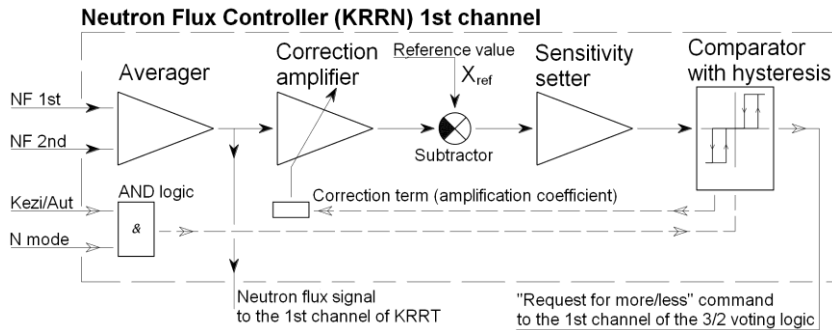 Neutron Flux Controller (KRRN) 1st channel
Averager
Correction
amplifier
Reference value
Xref
Sensitivity
setter
Comparator
with hysteresis
NF 1st
NF 2nd
Subtractor
Kezi/Aut
AND logic
&
N mode
Correction term (amplification coefficient)
Neutron flux signal
to the 1st channel of KRRT
"Request for more/less" command
to the 1st channel of the 3/2 voting logic